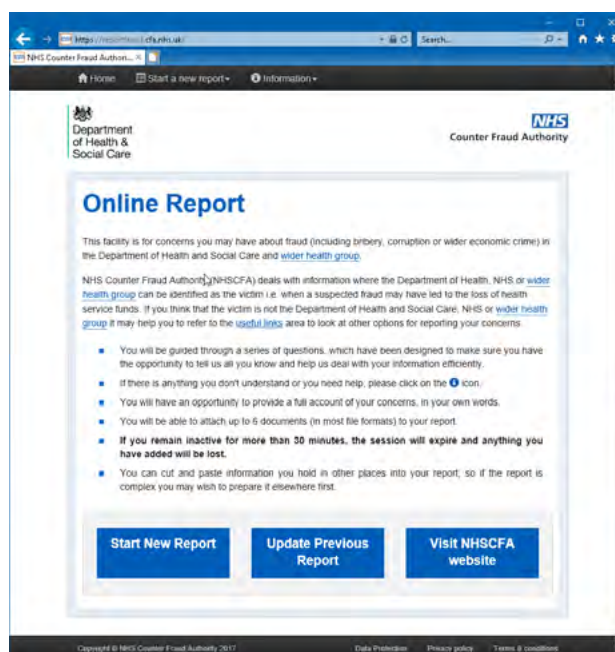 https://
cfa.nhs.uk/
Search...
NHS Counter Fraud Authori...
Home Start a new report Information
Department
of Health &
Social Care
NHS
Counter Fraud Authority
Online Report
This facility is for concerns you may have about fraud (including bribery, corruption or wider economic crime) in
the Department of Health and Social Care and wider health group.
NHS Counter Fraud Authority (NHSCFA) deals with information where the Department of Health, NHS or wider
health group can be identified as the victim i.e. when a suspected fraud may have led to the loss of health
service funds. If you think that the victim is not the Department of Health and Social Care, NHS or wider health
group it may help you to refer to the useful links area to look at other options for reporting your concerns.
You will be guided through a series of questions, which have been designed to make sure you have
the opportunity to tell us all you know and help us deal with your information efficiently.
If there is anything you don't understand or you need help, please click on the i icon.
You will have an opportunity to provide a full account of your concerns, in your own words.
You will be able to attach up to 6 documents (in most file formats) to your report.
If you remain inactive for more than 30 minutes, the session will expire and anything you
have added will be lost.
You can cut and paste information you hold in other places into your report, so if the report is
complex you may wish to prepare it elsewhere first.
Start New Report Update Previous Visit NHSCFA
Report website
Copyright © NHS Counter Fraud Authority 2017 Data Protection Privacy policy Terms & conditions